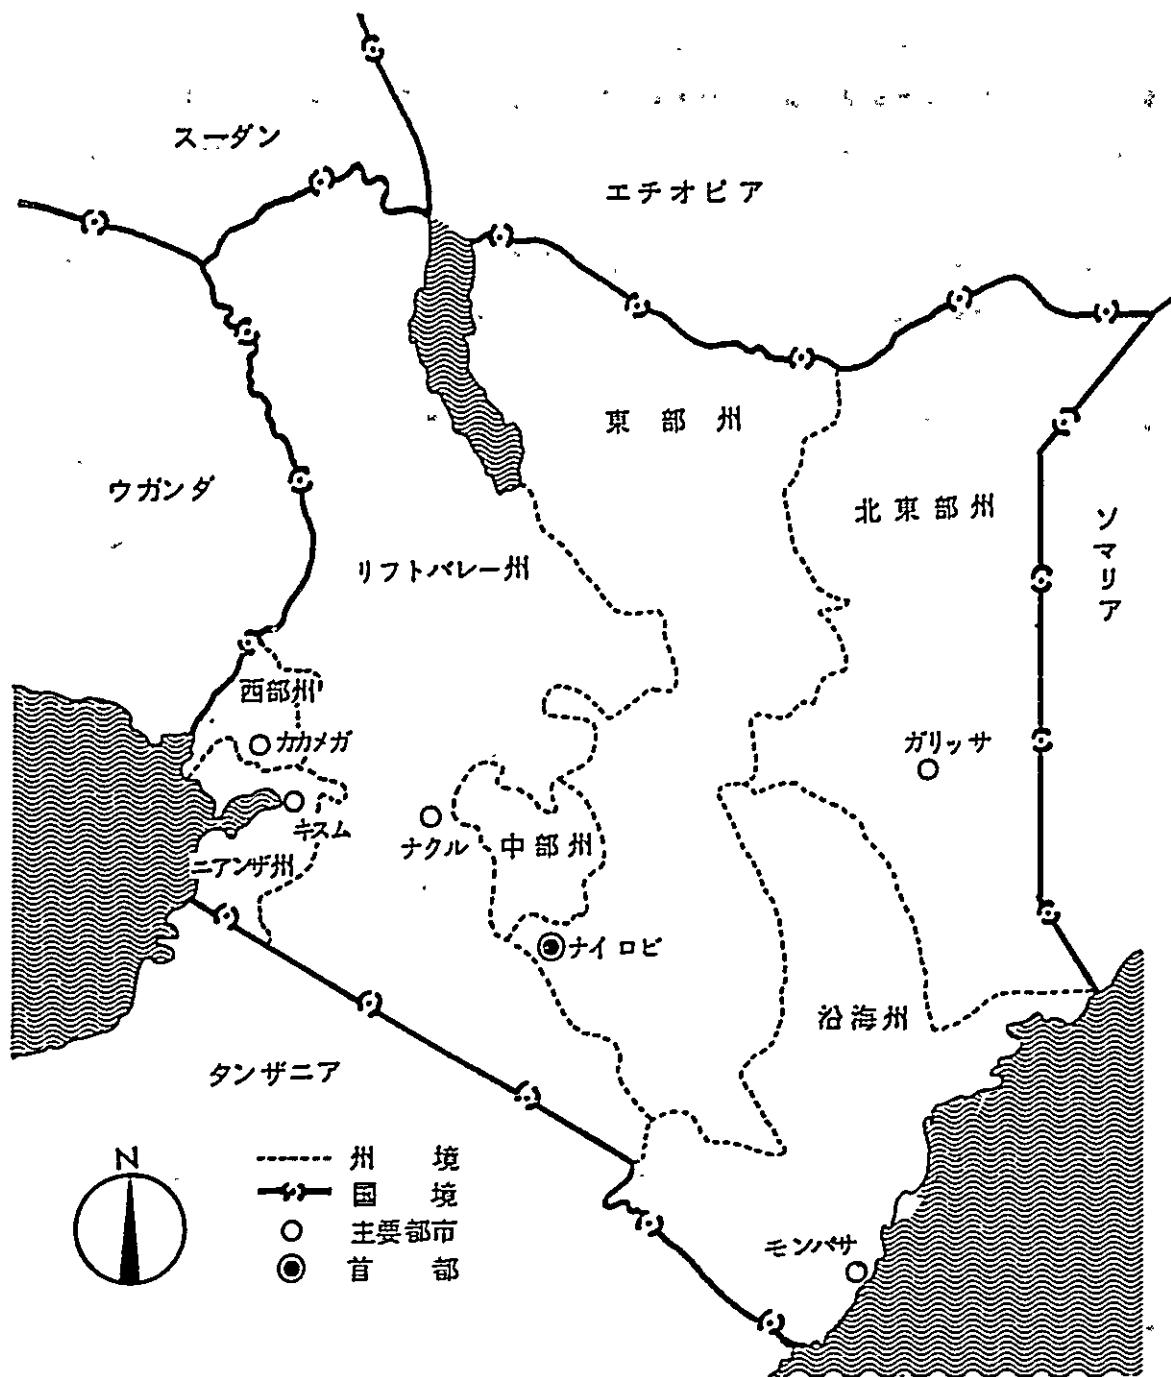 スーダン
エチオピア
東部州
ウガンダ
北東部州
ソマリア
リフトバレー州
西部州
カカメガ
ガリッサ
キスム
ナクル
中部州
ニアンザ州
ナイロビ
沿海州
タンザニア
N
州境
国境
主要都市
首都
モンバサ